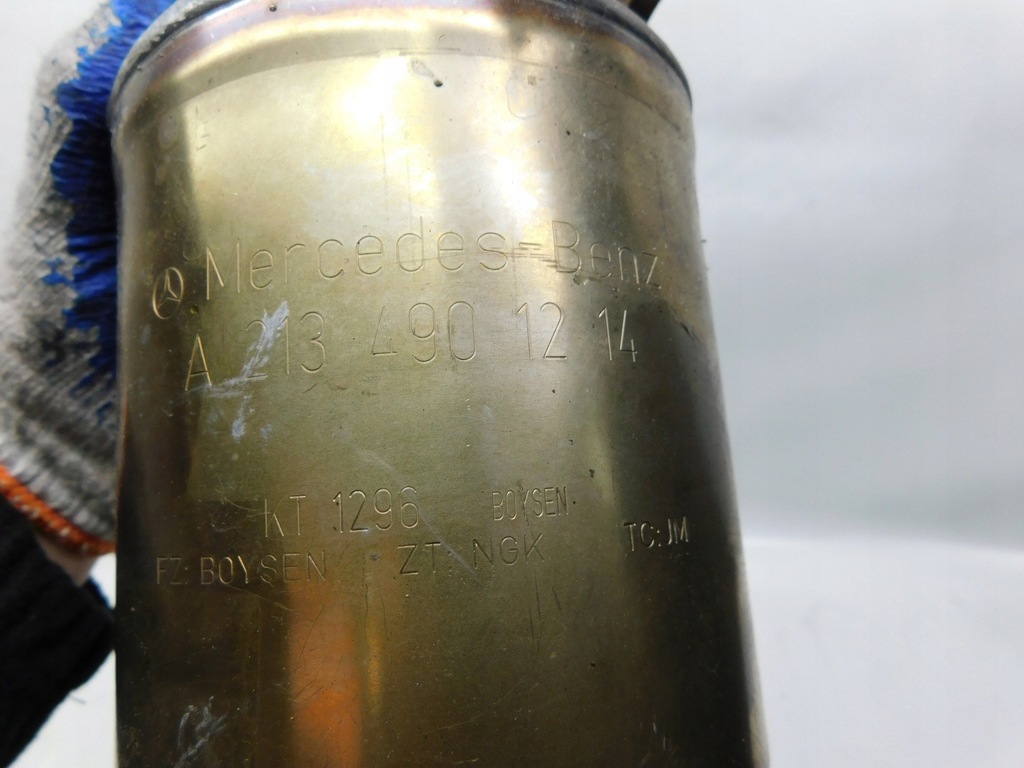 Mercedes-Benz
A 213 490 12 14
KT 1296 BOYSEN
FZ: BOYSEN ZT: NGK TC: JM